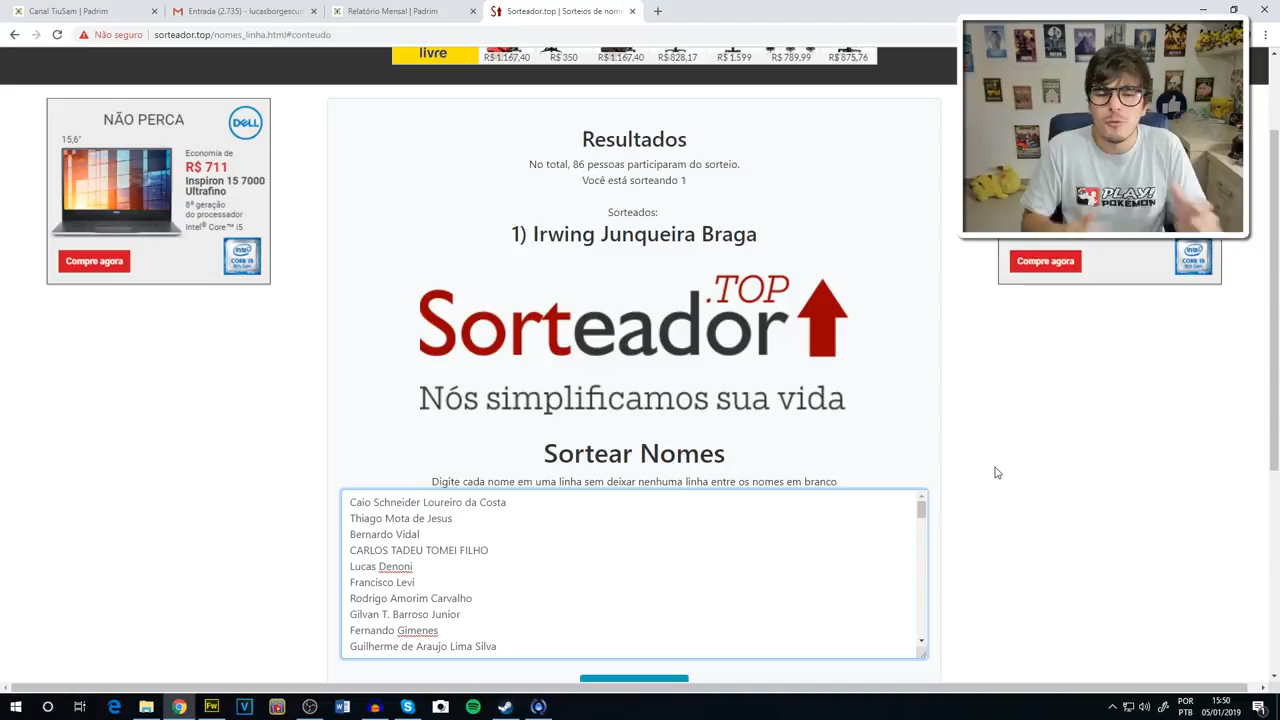 Canal TiuSam | Padrim
Entrada (2.735) - lucasborgescut
Relatório Mensal | Padrim
Sorteador.top | Sorteios de nome
Não seguro
sorteador.top/nomes_linha.html#conteudo
livre
R$ 1.167,40 R$ 350 R$ 1.167,40 R$ 828,17 R$ 1.599 R$ 789,99 R$ 875,76
NÃO PERCA
DELL
15,6"
Economia de
R$ 711
Inspiron 15 7000
Ultrafino
8ª geração
do processador
Intel® Core™ i5
Compre agora
Resultados
No total, 86 pessoas participaram do sorteio.
Você está sorteando 1
Sorteados:
1) Irwing Junqueira Braga
Sorteador.TOP
Nós simplificamos sua vida
Sortear Nomes
Digite cada nome em uma linha sem deixar nenhuma linha entre os nomes em branco
Caio Schneider Loureiro da Costa
Thiago Mota de Jesus
Bernardo Vidal
CARLOS TADEU TOMEI FILHO
Lucas Denoni
Francisco Levi
Rodrigo Amorim Carvalho
Gilvan T. Barroso Junior
Fernando Gimenes
Guilherme de Araujo Lima Silva
PLAY!
POKÉMON
Compre agora
POR
PTB
15:50
05/01/2019